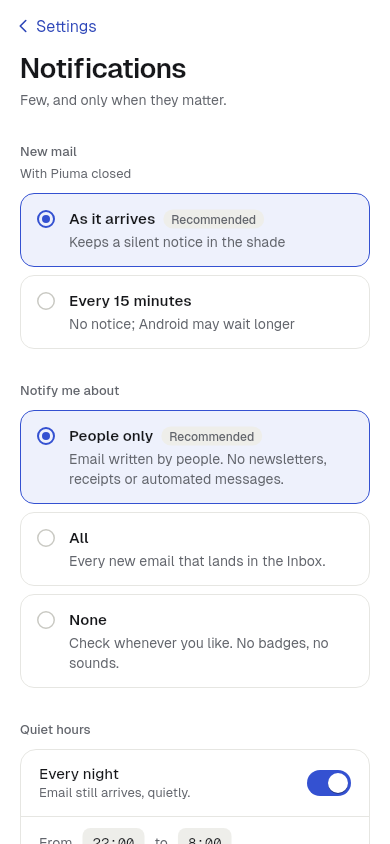 Settings
Notifications
Few, and only when they matter.
New mail
With Piuma closed
As it arrives Recommended
Keeps a silent notice in the shade
Every 15 minutes
No notice; Android may wait longer
Notify me about
People only Recommended
Email written by people. No newsletters,
receipts or automated messages.
All
Every new email that lands in the Inbox.
None
Check whenever you like. No badges, no
sounds.
Quiet hours
Every night
Email still arrives, quietly.
From 22:00 to 8:00